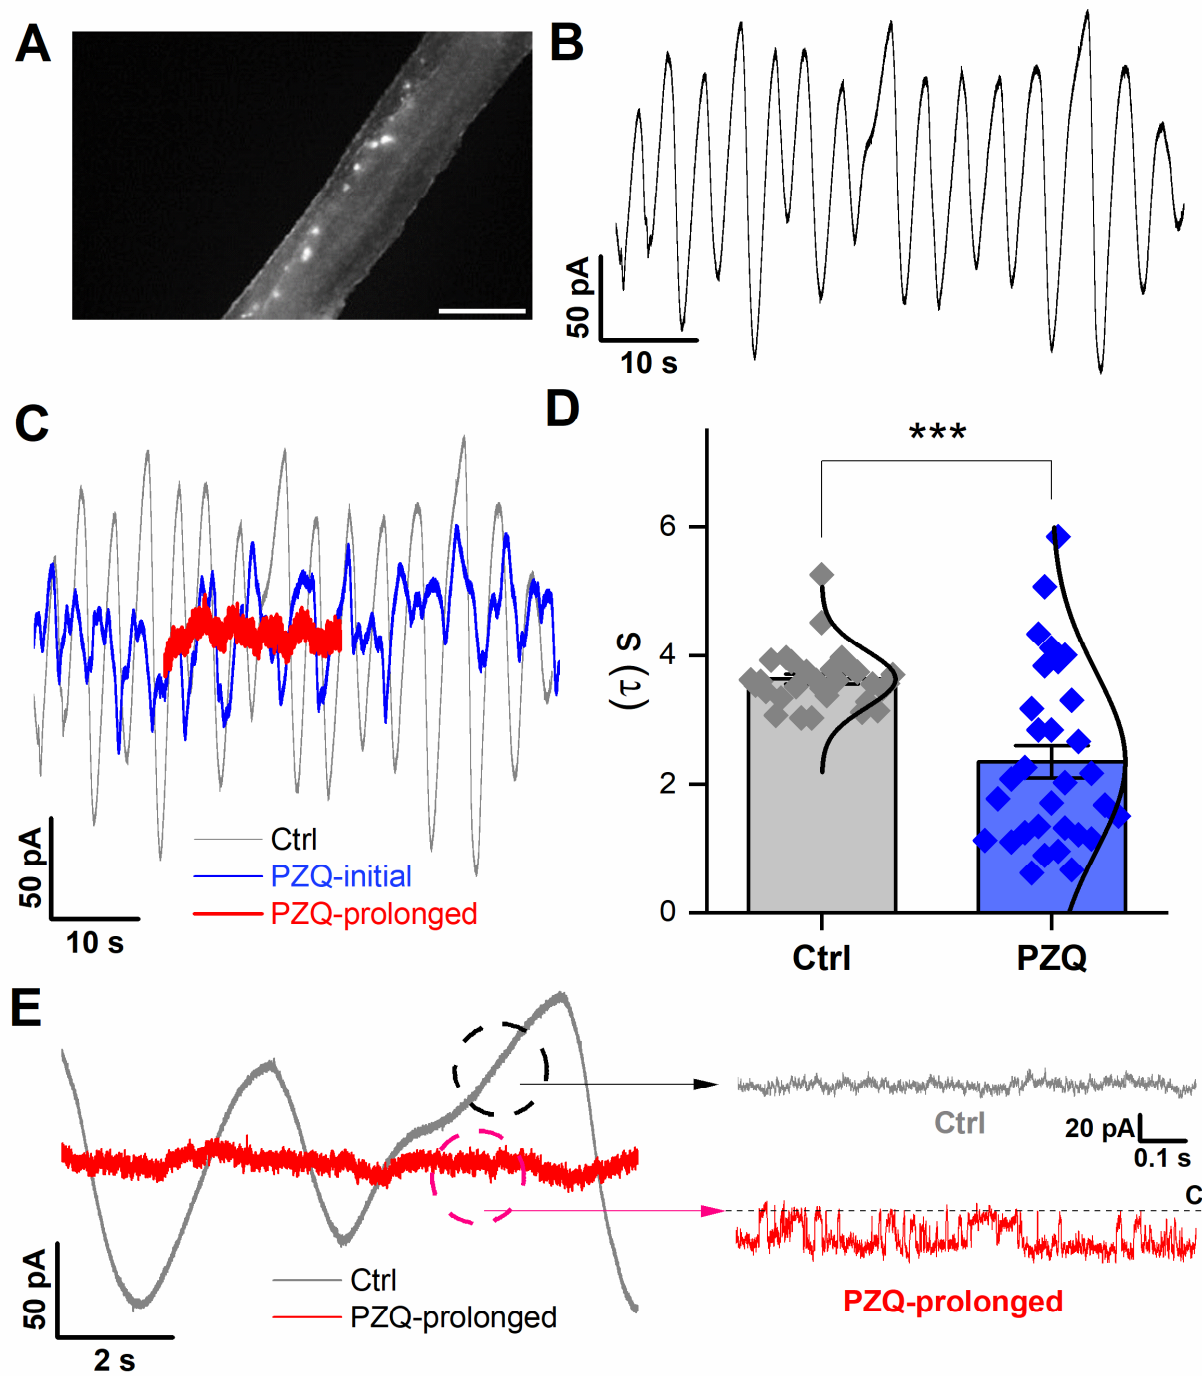 A
B
50 pA
10 s
C
Ctrl
PZQ-initial
PZQ-prolonged
50 pA
10 s
D
***
6
4
2
0
(τ) s
Ctrl
PZQ
E
Ctrl
20 pA
0.1 s
C
PZQ-prolonged
50 pA
2 s
Ctrl
PZQ-prolonged